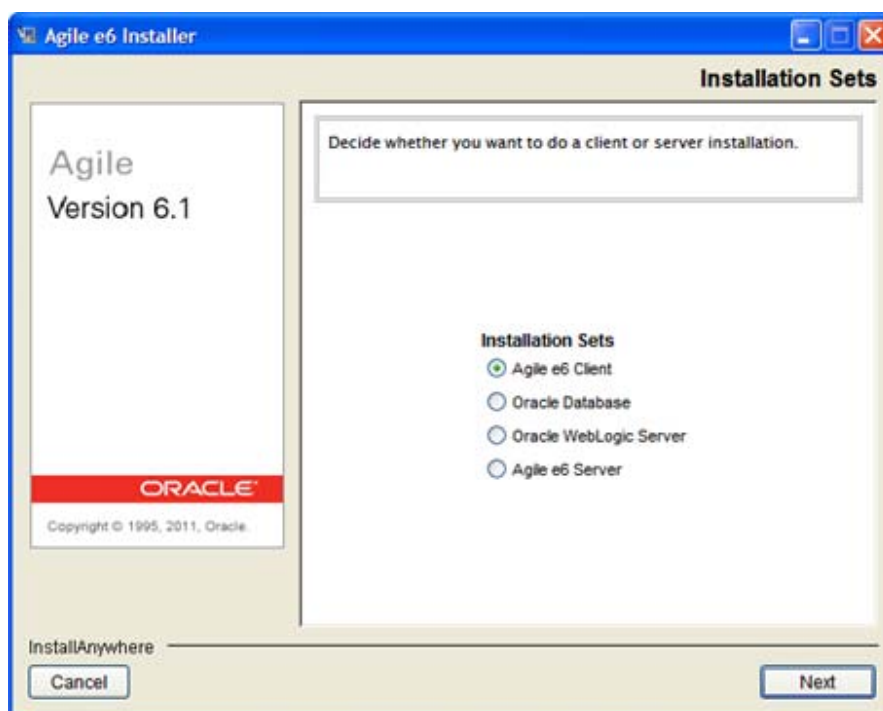 Agile e6 Installer
Installation Sets
Agile
Version 6.1
ORACLE
Copyright © 1995, 2011, Oracle.
Decide whether you want to do a client or server installation.
Installation Sets
Agile e6 Client
Oracle Database
Oracle WebLogic Server
Agile e6 Server
InstallAnywhere
Cancel
Next